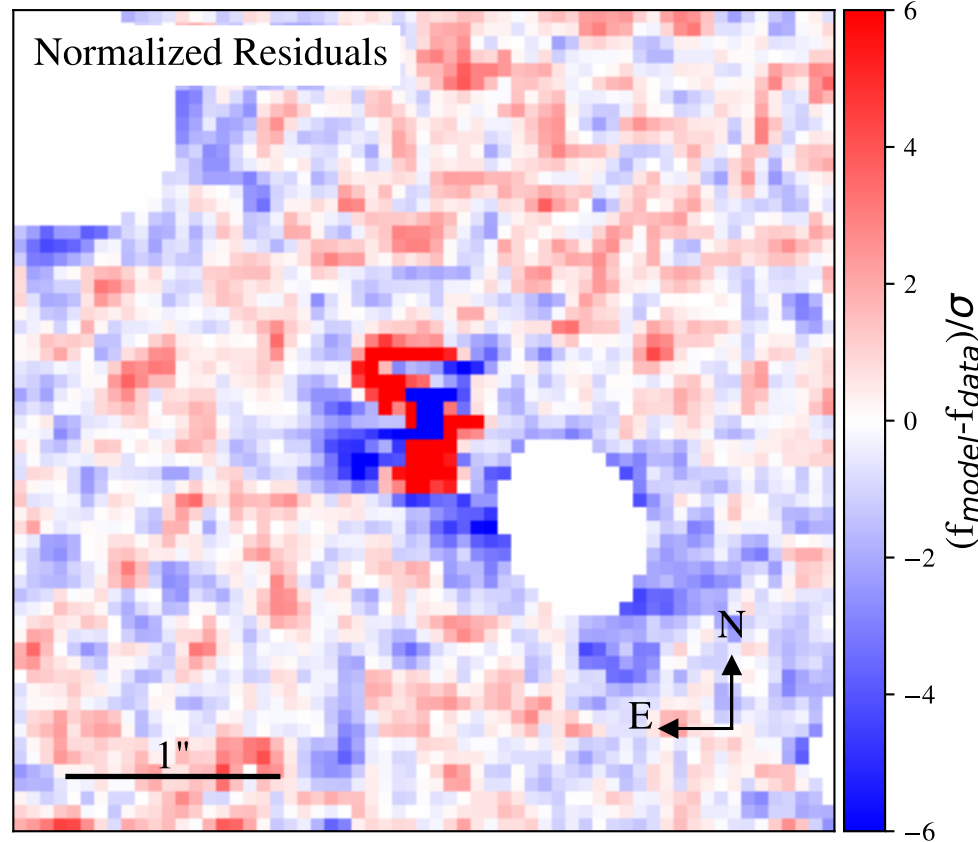 Normalized Residuals
N
E
1"
6
4
2
0
−2
−4
−6
(f_model-f_data)/σ